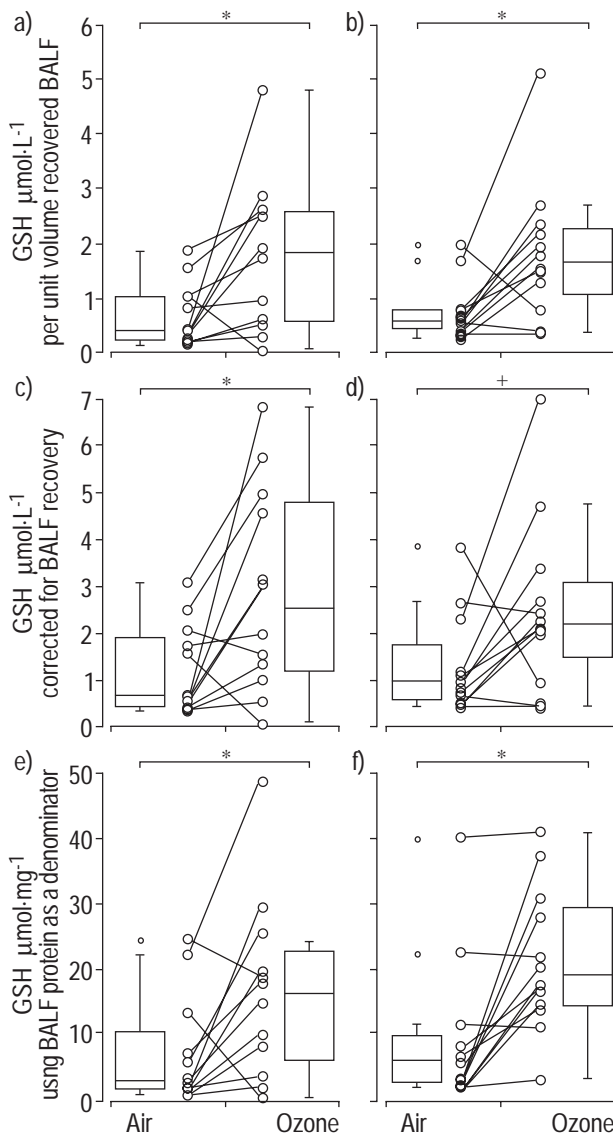 a)
*
b)
*
6
5
4
3
2
1
0
GSH µmol·L-1
per unit volume recovered BALF
c)
*
d)
+
7
6
5
4
3
2
1
0
GSH µmol·L-1
corrected for BALF recovery
e)
*
f)
*
50
40
30
20
10
0
GSH µmol·mg-1
usng BALF protein as a denominator
Air
Ozone
Air
Ozone